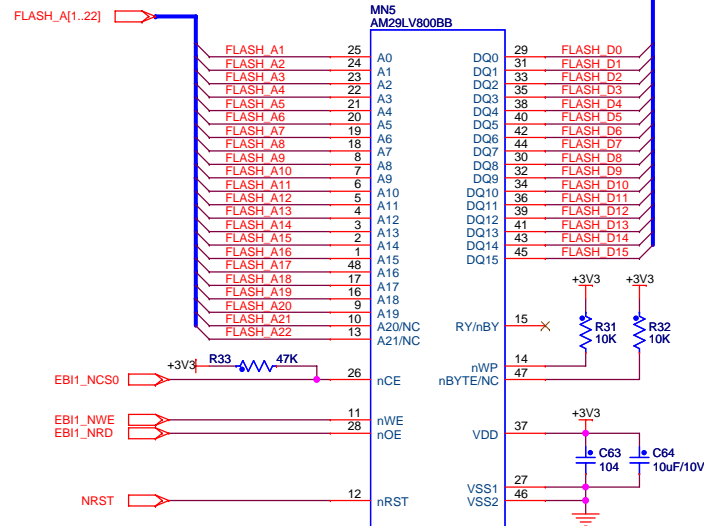 MN5
AM29LV800BB
FLASH_A[1..22]
FLASH_A1 25 A0 DQ0 29 FLASH_D0
FLASH_A2 24 A1 DQ1 31 FLASH_D1
FLASH_A3 23 A2 DQ2 33 FLASH_D2
FLASH_A4 22 A3 DQ3 35 FLASH_D3
FLASH_A5 21 A4 DQ4 38 FLASH_D4
FLASH_A6 20 A5 DQ5 40 FLASH_D5
FLASH_A7 19 A6 DQ6 42 FLASH_D6
FLASH_A8 18 A7 DQ7 44 FLASH_D7
FLASH_A9 8 A8 DQ8 30 FLASH_D8
FLASH_A10 7 A9 DQ9 32 FLASH_D9
FLASH_A11 6 A10 DQ10 34 FLASH_D10
FLASH_A12 5 A11 DQ11 36 FLASH_D11
FLASH_A13 4 A12 DQ12 39 FLASH_D12
FLASH_A14 3 A13 DQ13 41 FLASH_D13
FLASH_A15 2 A14 DQ14 43 FLASH_D14
FLASH_A16 1 A15 DQ15 45 FLASH_D15
FLASH_A17 48 A16
FLASH_A18 17 A17 +3V3 +3V3
FLASH_A19 16 A18
FLASH_A20 9 A19
FLASH_A21 10 A20/NC RY/nBY 15 R31 R32
FLASH_A22 13 A21/NC 10K 10K
+3V3 R33 47K nWP 14
EBI1_NCS0 26 nCE nBYTE/NC 47
+3V3
EBI1_NWE 11 nWE
EBI1_NRD 28 nOE VDD 37
C63 C64
104 10uF/10V
VSS1 27
NRST 12 nRST VSS2 46